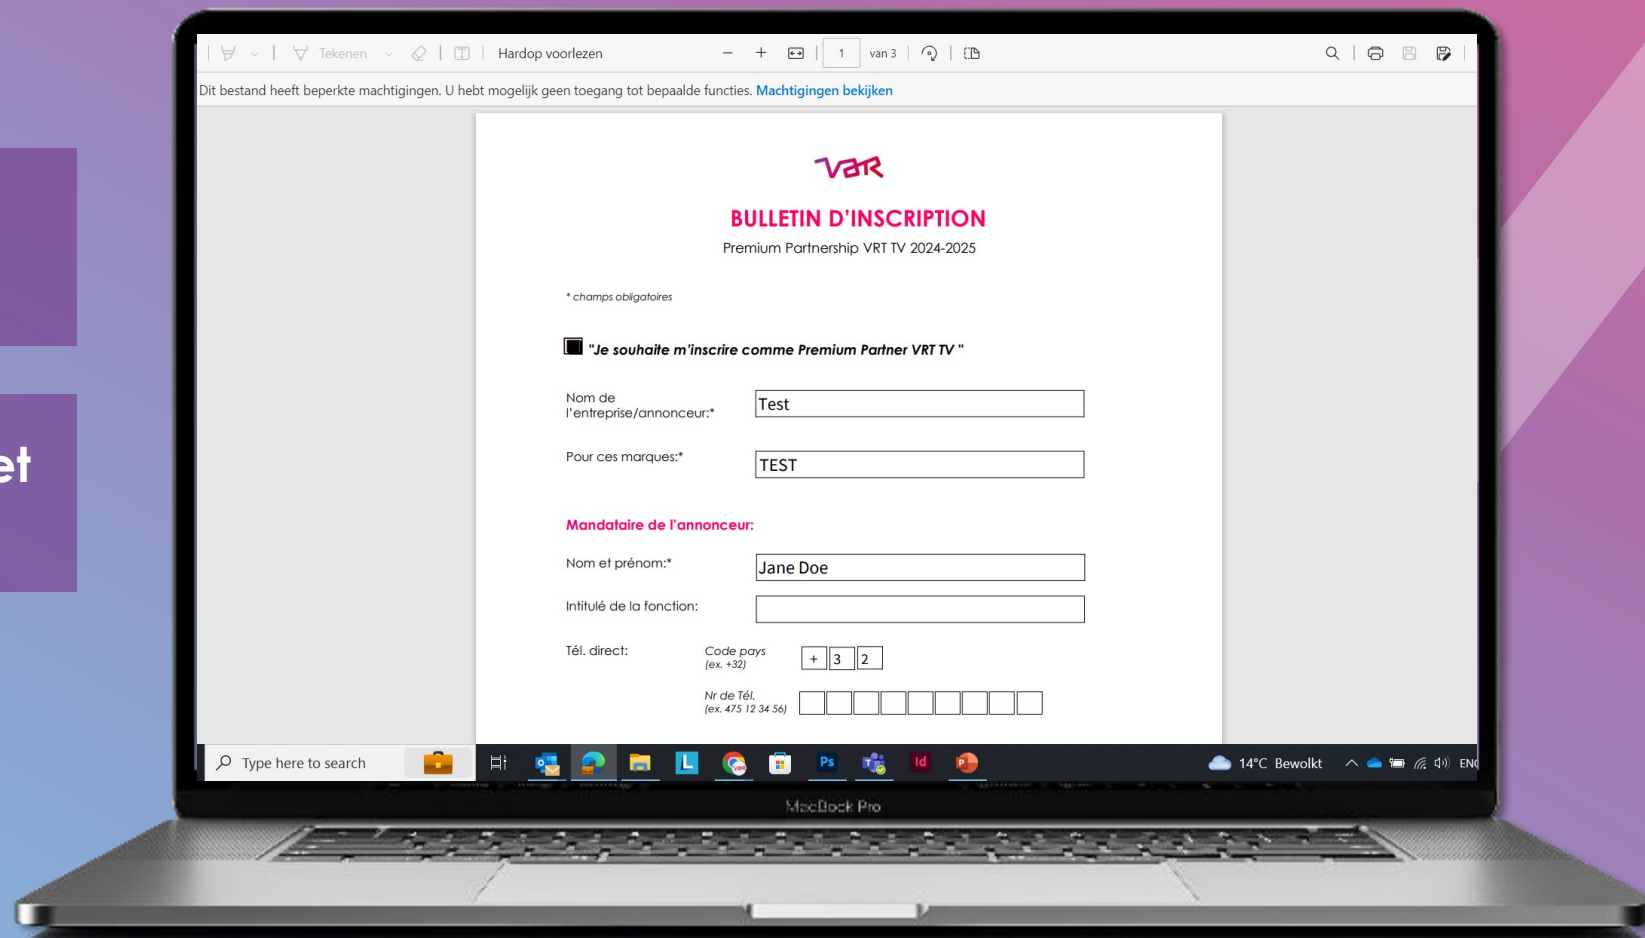 Tekenen
Hardop voorlezen
1 van 3
Dit bestand heeft beperkte machtigingen. U hebt mogelijk geen toegang tot bepaalde functies. Machtigingen bekijken
var
BULLETIN D'INSCRIPTION
Premium Partnership VRT TV 2024-2025
* champs obligatoires
"Je souhaite m'inscrire comme Premium Partner VRT TV "
Nom de
l'entreprise/annonceur:*
Test
Pour ces marques:*
TEST
et
Mandataire de l'annonceur:
Nom et prénom:*
Jane Doe
Intitulé de la fonction:
Tél. direct:
Code pays
(ex. +32)
+ 3 2
Nr de Tél.
(ex. 475 12 34 56)
Type here to search
L
Ps
Id
P
14°C Bewolkt
ENG
MacBook Pro